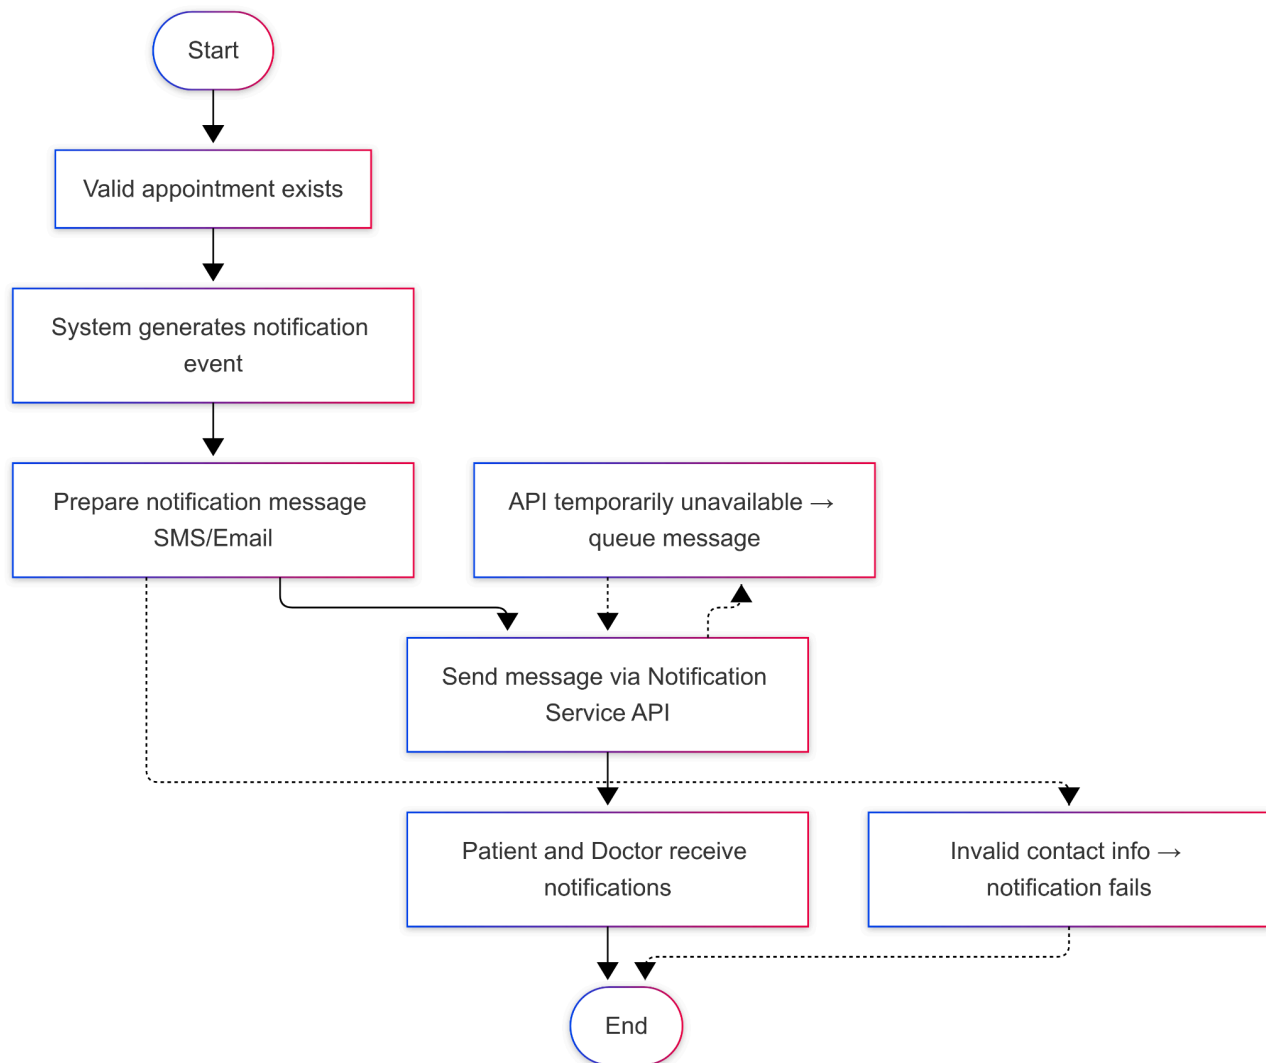 Start
Valid appointment exists
System generates notification
event
Prepare notification message
SMS/Email
API temporarily unavailable →
queue message
Send message via Notification
Service API
Patient and Doctor receive
notifications
Invalid contact info →
notification fails
End